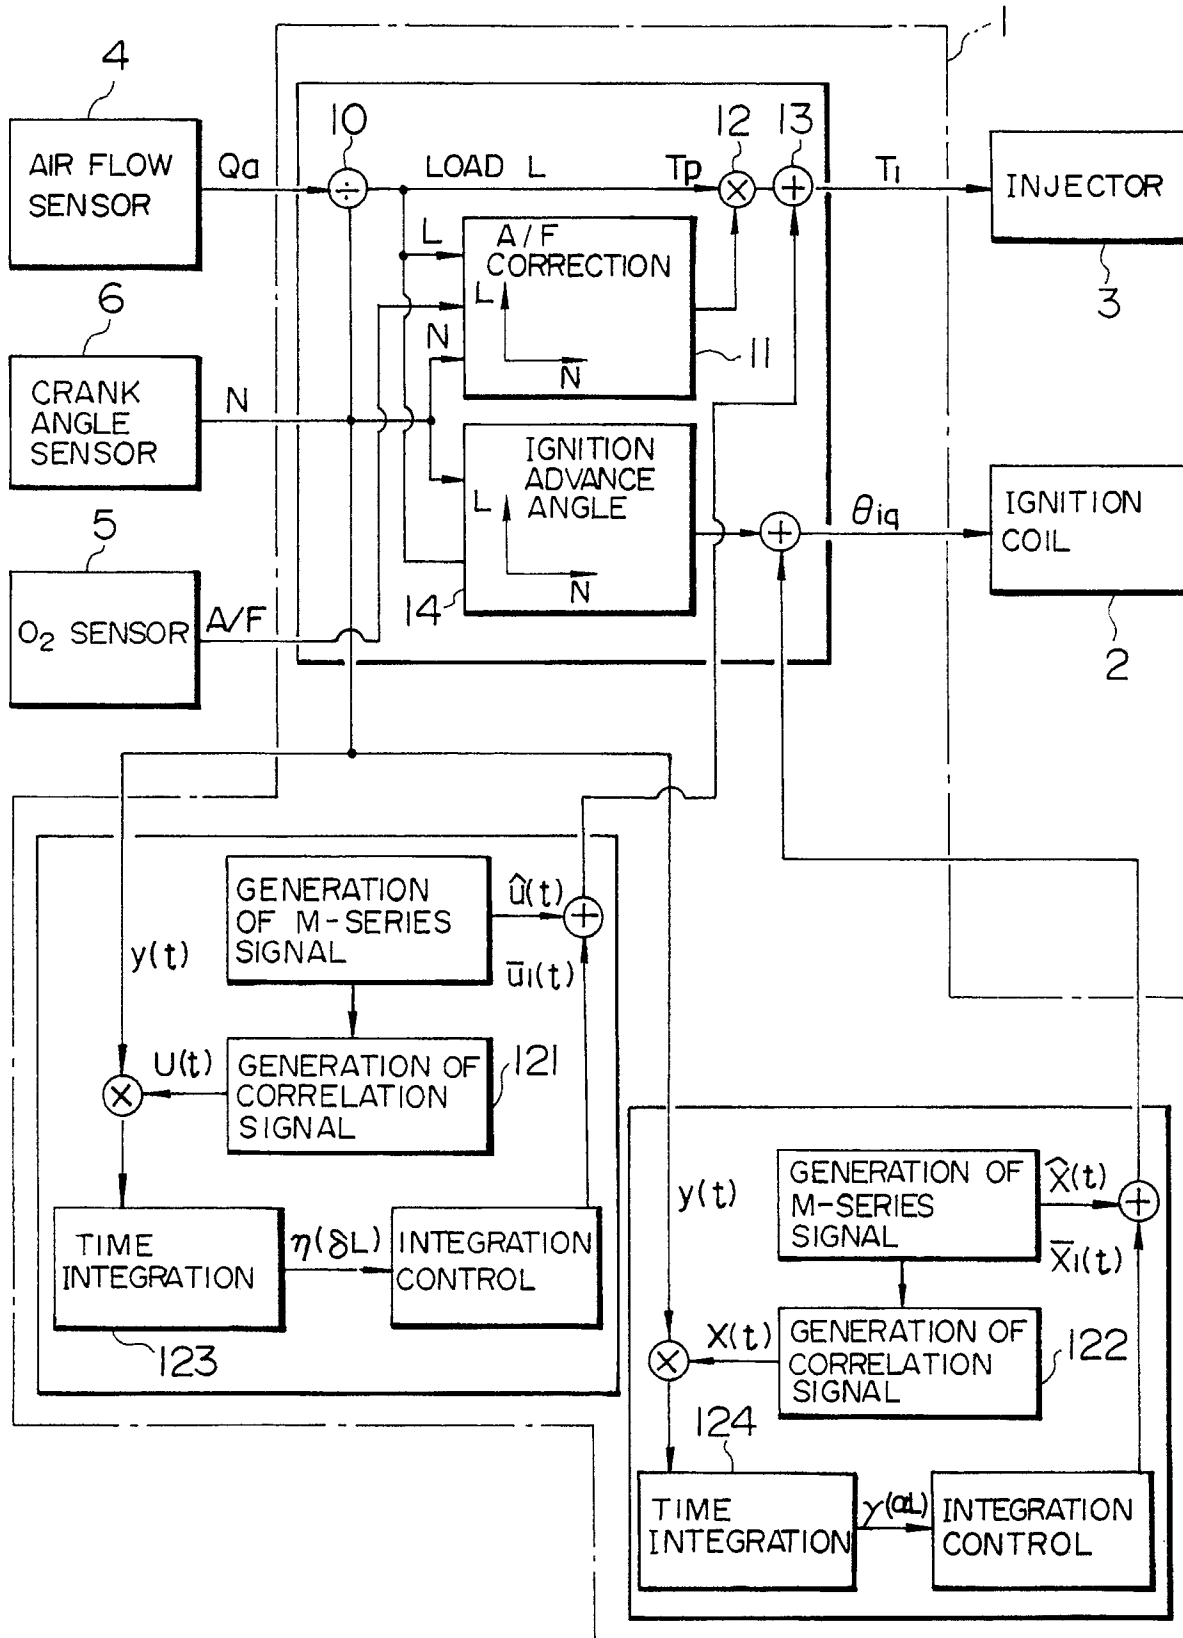 1
4
10
12
13
AIR FLOW
SENSOR
Qa
÷
LOAD L
Tp
×
+
Ti
INJECTOR
3
L
A/F
CORRECTION
L
N
N
11
6
CRANK
ANGLE
SENSOR
N
IGNITION
ADVANCE
ANGLE
L
N
14
+
θiq
IGNITION
COIL
2
5
O2 SENSOR
A/F
GENERATION
OF M-SERIES
SIGNAL
û(t)
+
y(t)
ūı(t)
U(t)
×
GENERATION OF
CORRELATION
SIGNAL
121
TIME
INTEGRATION
η(δL)
INTEGRATION
CONTROL
123
y(t)
GENERATION OF
M-SERIES
SIGNAL
X̂(t)
+
X̄ı(t)
X(t)
×
GENERATION OF
CORRELATION
SIGNAL
122
124
TIME
INTEGRATION
γ(αL)
INTEGRATION
CONTROL